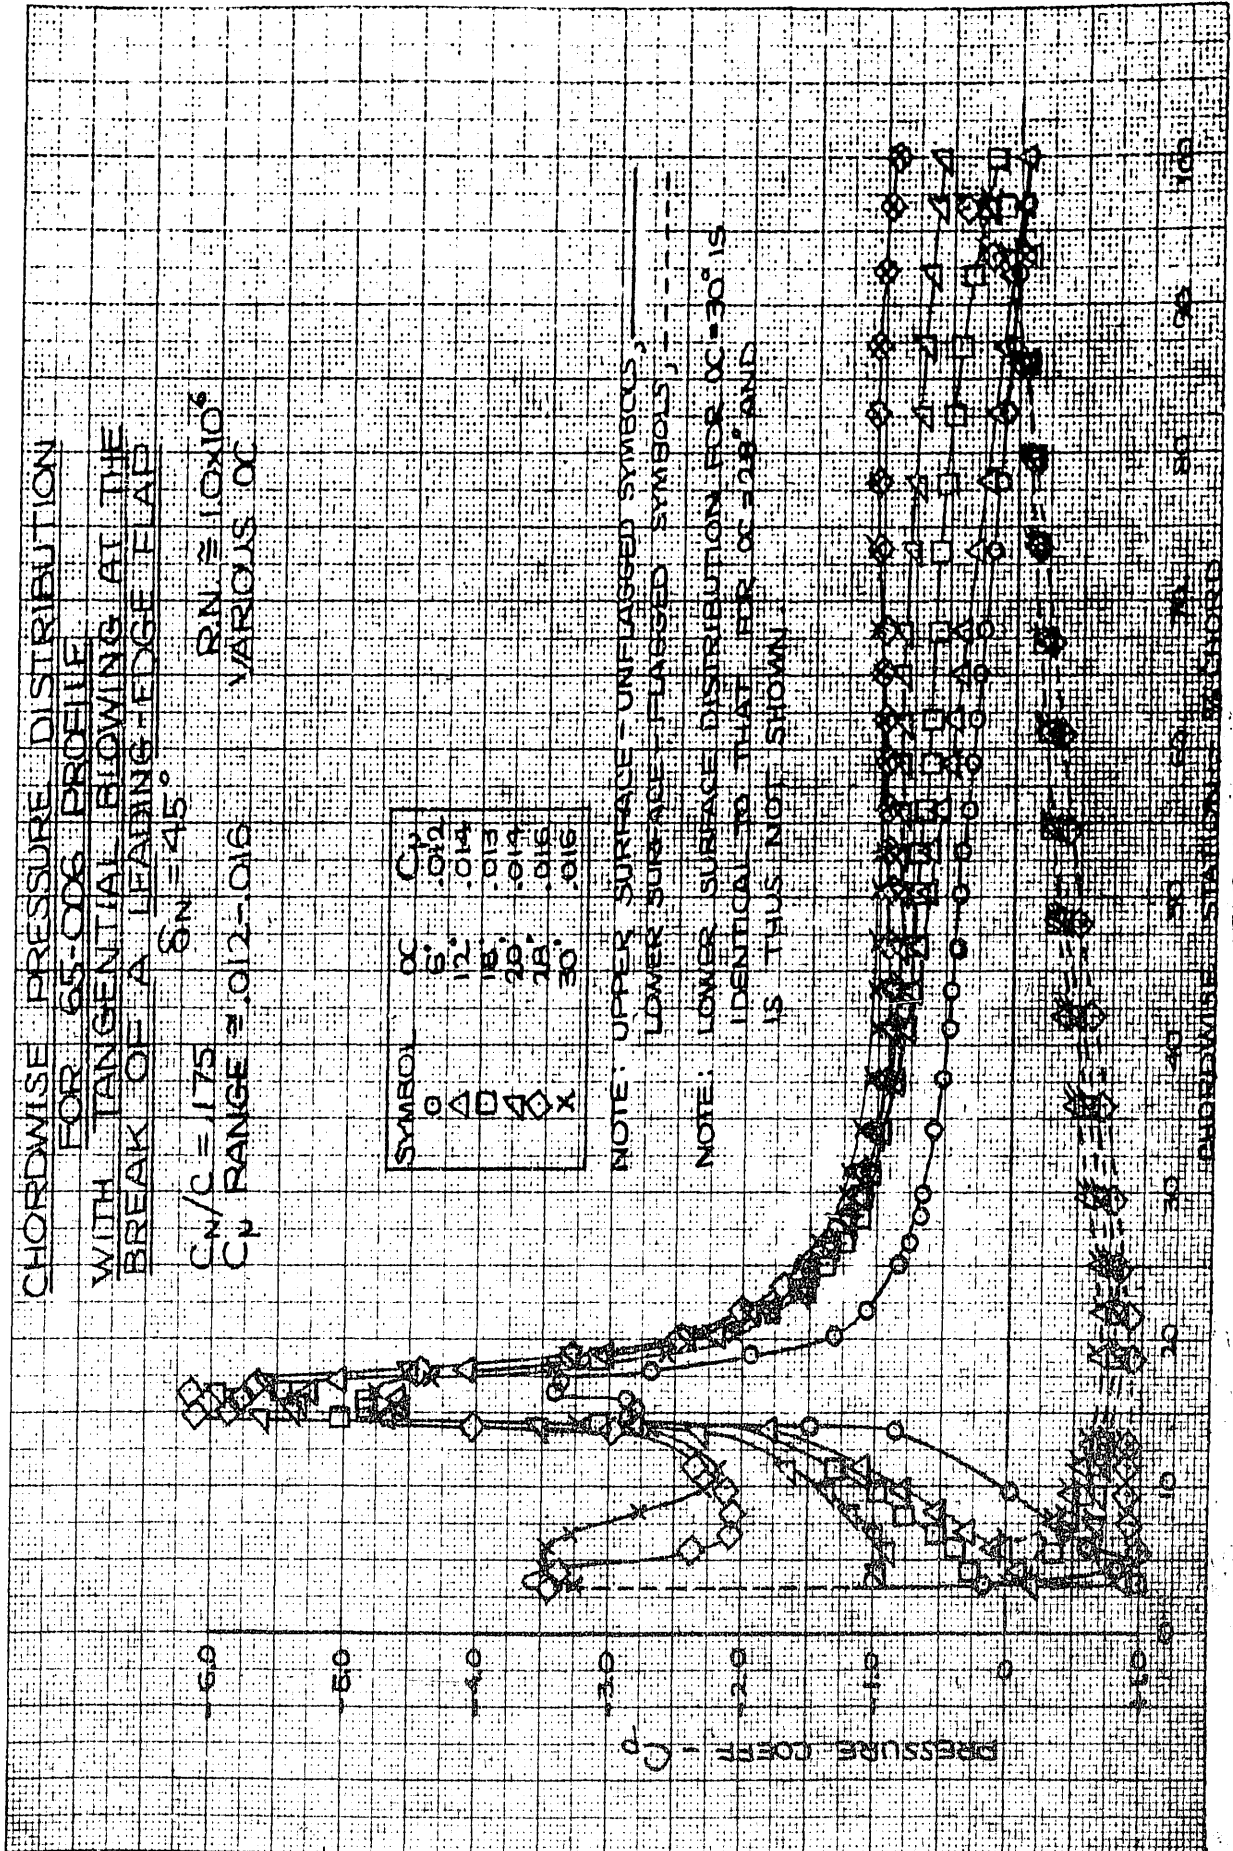 CHORDWISE PRESSURE DISTRIBUTION
FOR 65-006 PROFILE
WITH TANGENTIAL BLOWING AT THE
BREAK OF A LEADING-EDGE FLAP
δN = 45°
CN/C = .175
R.N. ≅ 1.10x10⁶
Cμ RANGE ≅ .012-.016
VARIOUS α
SYMBOL α Cμ
○ 6° .012
△ 12° .014
□ 18° .013
20° .014
◇ 28° .016
x 30° .016
NOTE: UPPER SURFACE - UNFLAGGED SYMBOLS,
LOWER SURFACE - FLAGGED SYMBOLS,
NOTE: LOWER SURFACE DISTRIBUTION FOR α = 30° IS
IDENTICAL TO THAT FOR α = 28° AND
IS THUS NOT SHOWN.
PRESSURE COEFF - Cp
-6.0
-5.0
-4.0
-3.0
-2.0
-1.0
0
+1.0
0 10 20 30 40 50 60 70 80 90 100
CHORDWISE STATIONS % CHORD